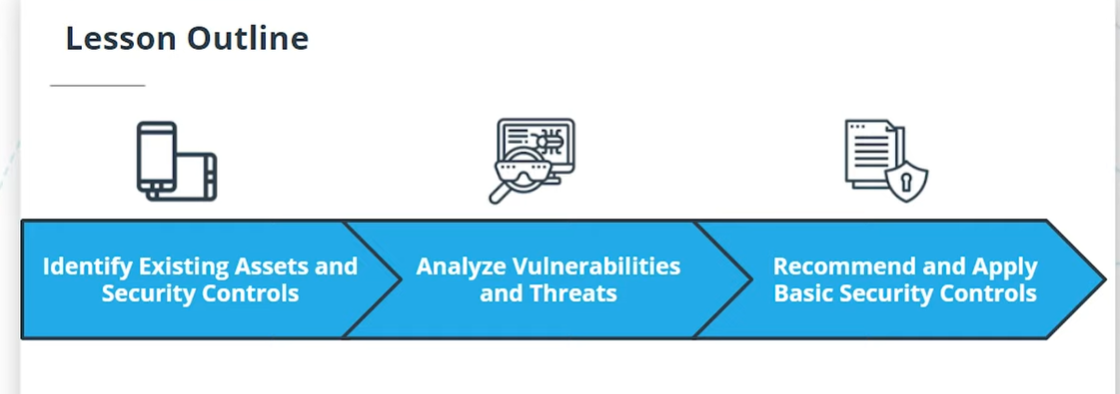 Lesson Outline
Identify Existing Assets and
Security Controls
Analyze Vulnerabilities
and Threats
Recommend and Apply
Basic Security Controls